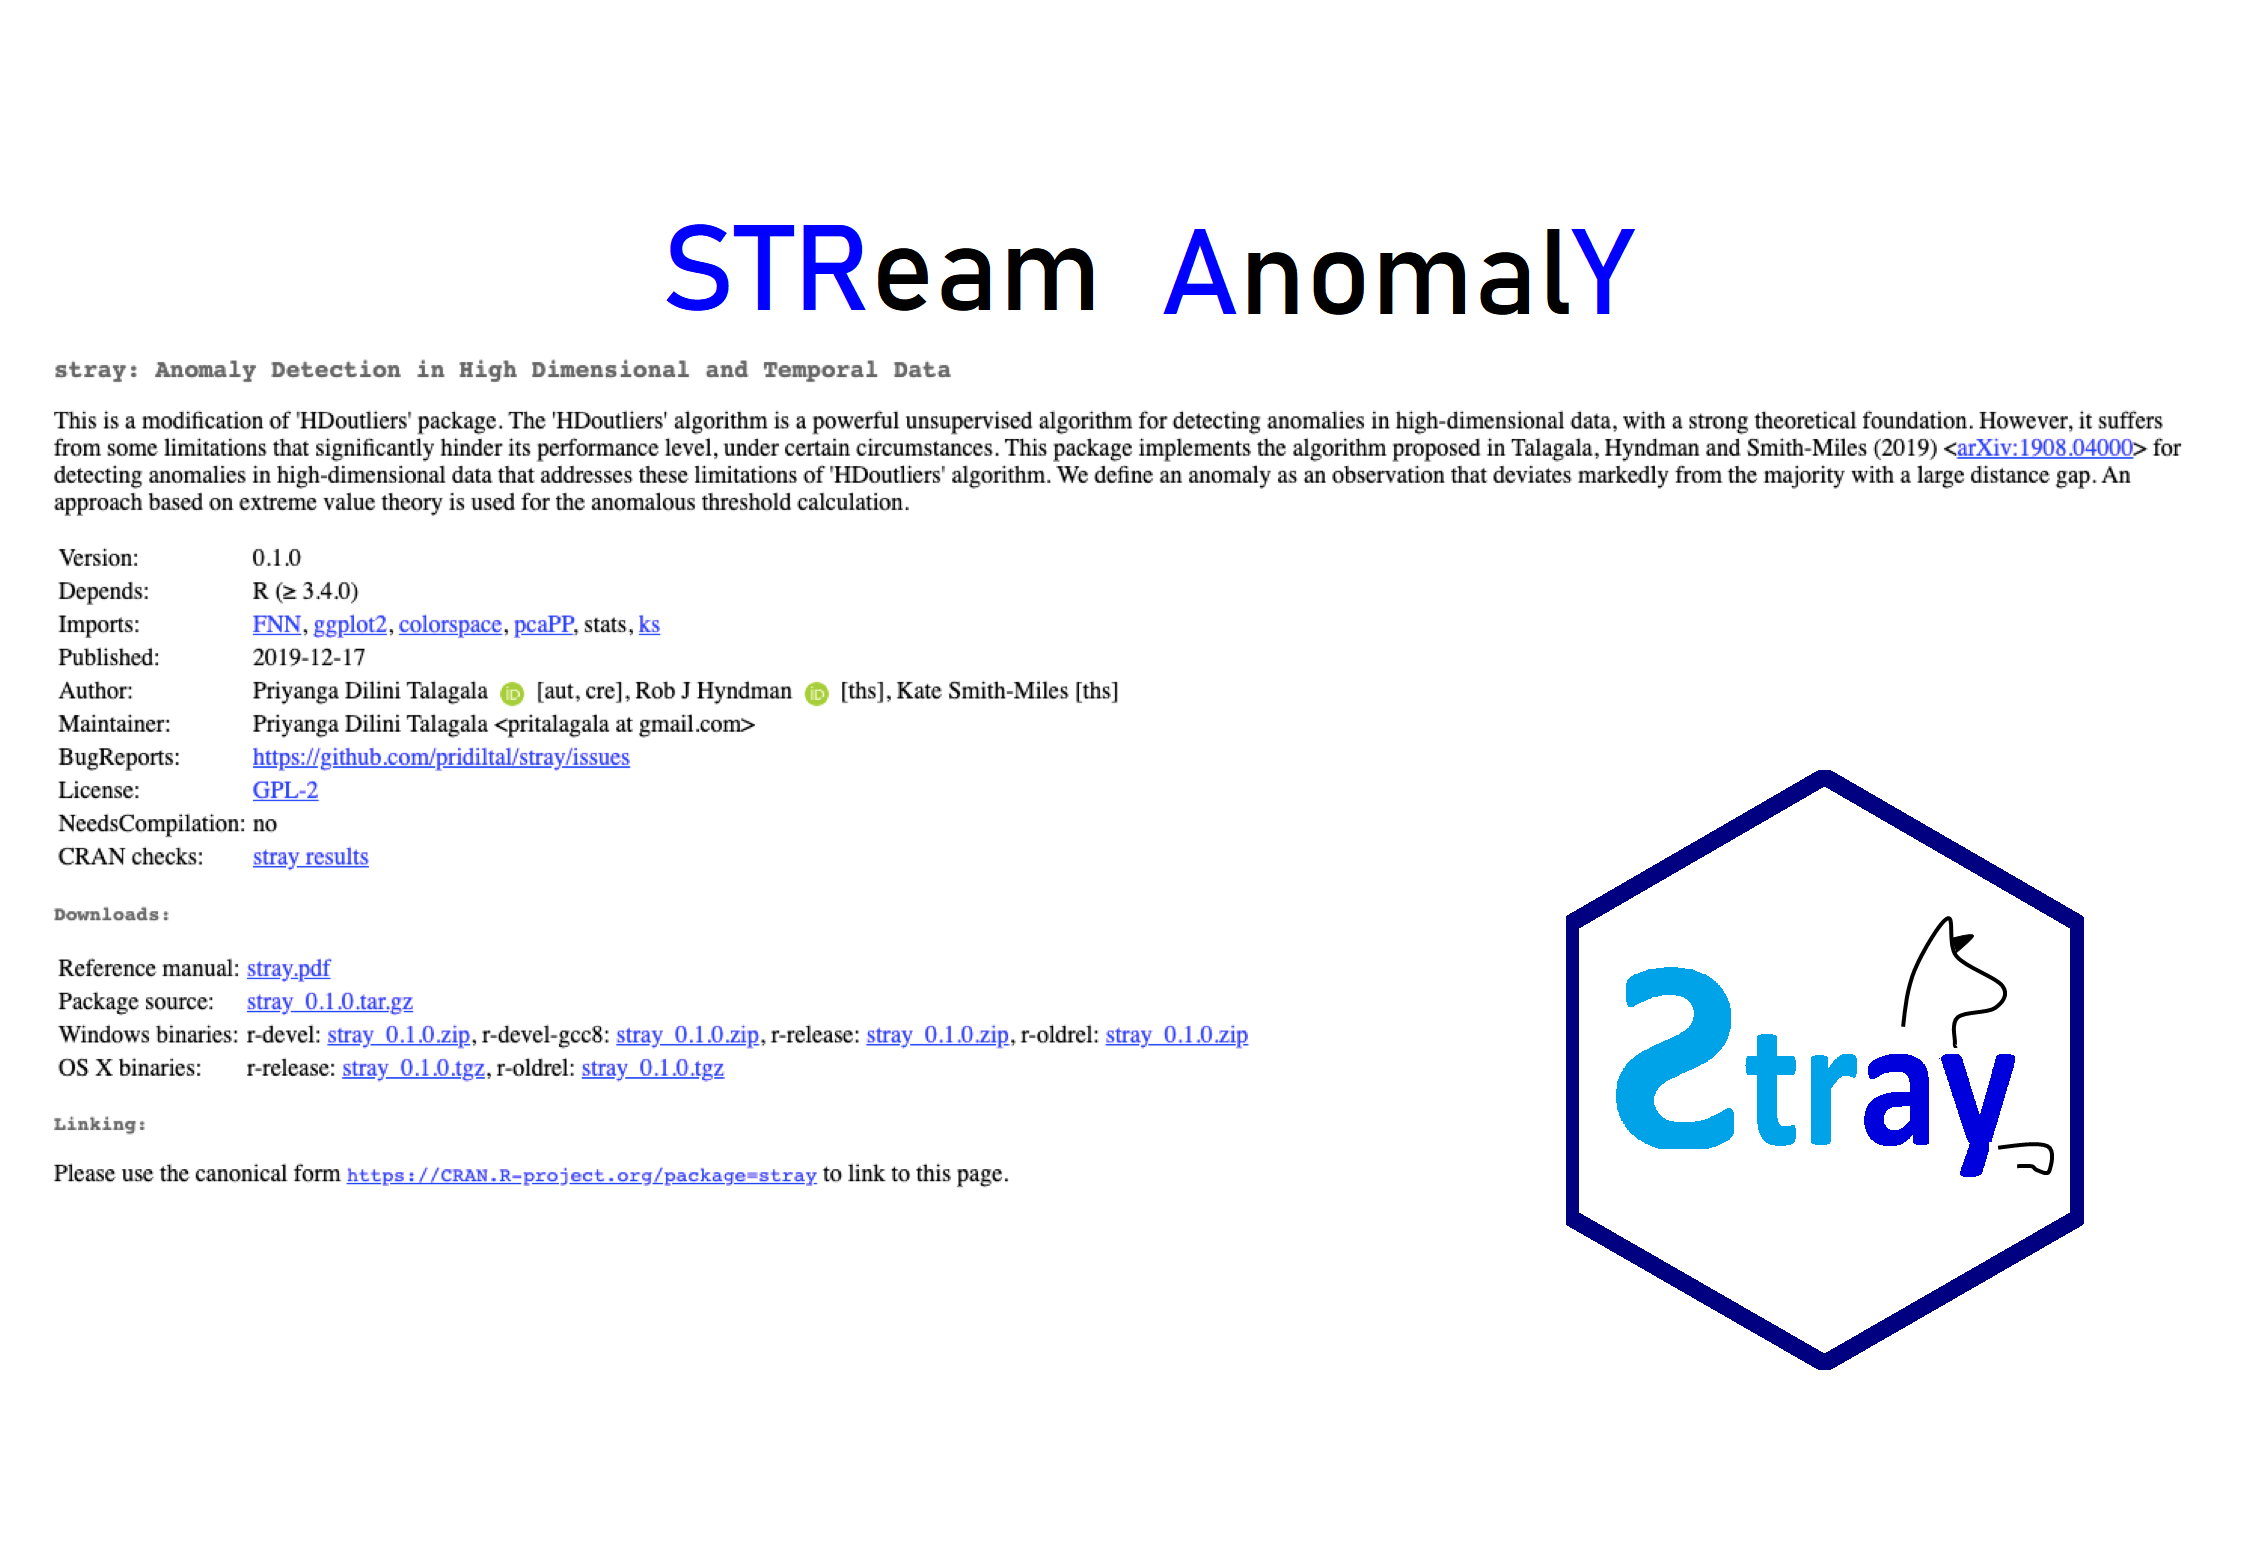 STReam AnomalY
stray: Anomaly Detection in High Dimensional and Temporal Data
This is a modification of 'HDoutliers' package. The 'HDoutliers' algorithm is a powerful unsupervised algorithm for detecting anomalies in high-dimensional data, with a strong theoretical foundation. However, it suffers
from some limitations that significantly hinder its performance level, under certain circumstances. This package implements the algorithm proposed in Talagala, Hyndman and Smith-Miles (2019) <arXiv:1908.04000> for
detecting anomalies in high-dimensional data that addresses these limitations of 'HDoutliers' algorithm. We define an anomaly as an observation that deviates markedly from the majority with a large distance gap. An
approach based on extreme value theory is used for the anomalous threshold calculation.
Version: 0.1.0
Depends: R (≥ 3.4.0)
Imports: FNN, ggplot2, colorspace, pcaPP, stats, ks
Published: 2019-12-17
Author: Priyanga Dilini Talagala iD [aut, cre], Rob J Hyndman iD [ths], Kate Smith-Miles [ths]
Maintainer: Priyanga Dilini Talagala <pritalagala at gmail.com>
BugReports: https://github.com/pridiltal/stray/issues
License: GPL-2
NeedsCompilation: no
CRAN checks: stray results
Downloads:
Reference manual: stray.pdf
Package source: stray_0.1.0.tar.gz
Windows binaries: r-devel: stray_0.1.0.zip, r-devel-gcc8: stray_0.1.0.zip, r-release: stray_0.1.0.zip, r-oldrel: stray_0.1.0.zip
OS X binaries: r-release: stray_0.1.0.tgz, r-oldrel: stray_0.1.0.tgz
Linking:
Please use the canonical form https://CRAN.R-project.org/package=stray to link to this page.
Stray